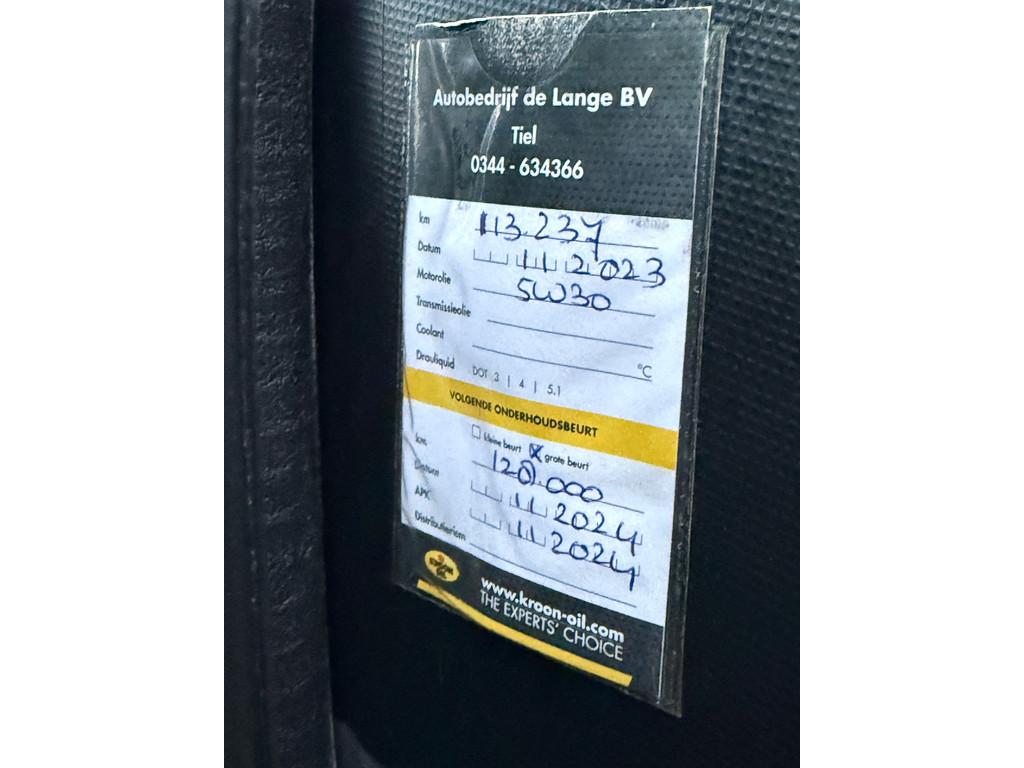 Autobedrijf de Lange BV
Tiel
0344 - 634366
km 113.237
Datum 11 2023
Motorolie 5W30
Transmissieolie
Coolant °C
Drauliquid DOT 3 | 4 | 5.1
VOLGENDE ONDERHOUDSBEURT
kleine beurt grote beurt
km 120.000
Datum 11 2024
APK 11 2024
Distributieriem
KROON OIL
www.kroon-oil.com
THE EXPERTS' CHOICE